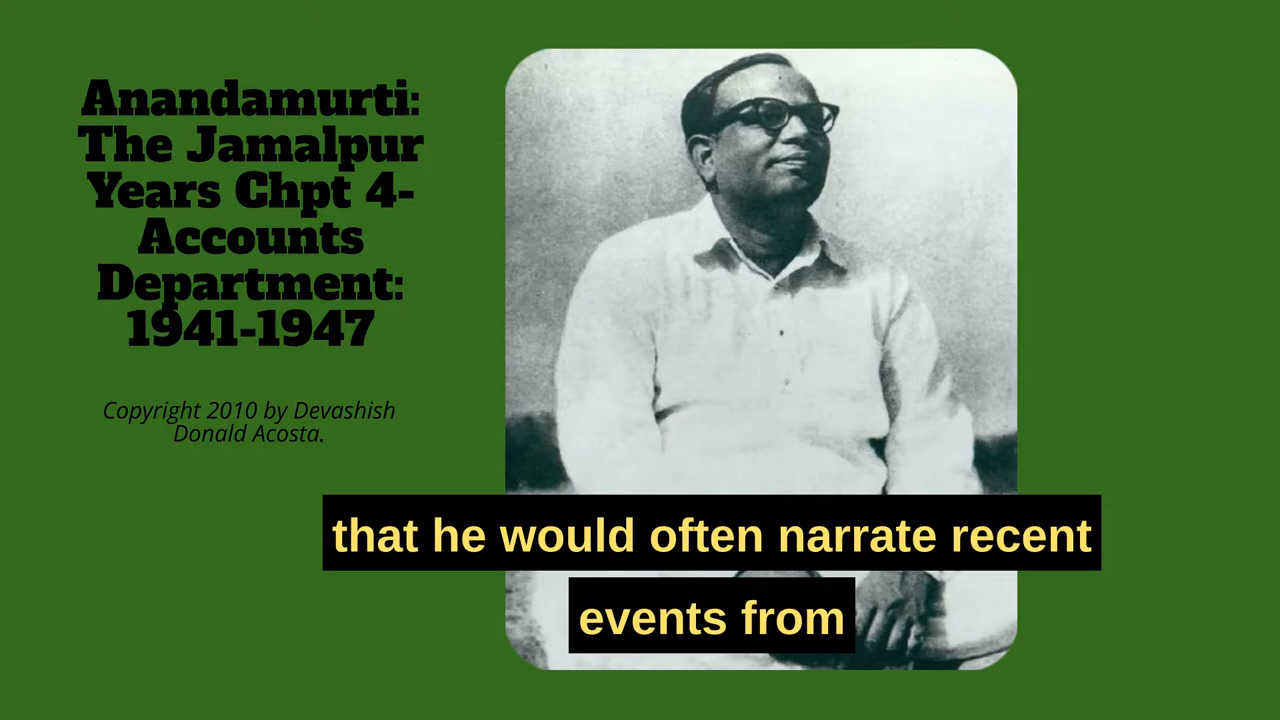 Anandamurti:
The Jamalpur
Years Chpt 4-
Accounts
Department:
1941-1947
Copyright 2010 by Devashish
Donald Acosta.
that he would often narrate recent
events from